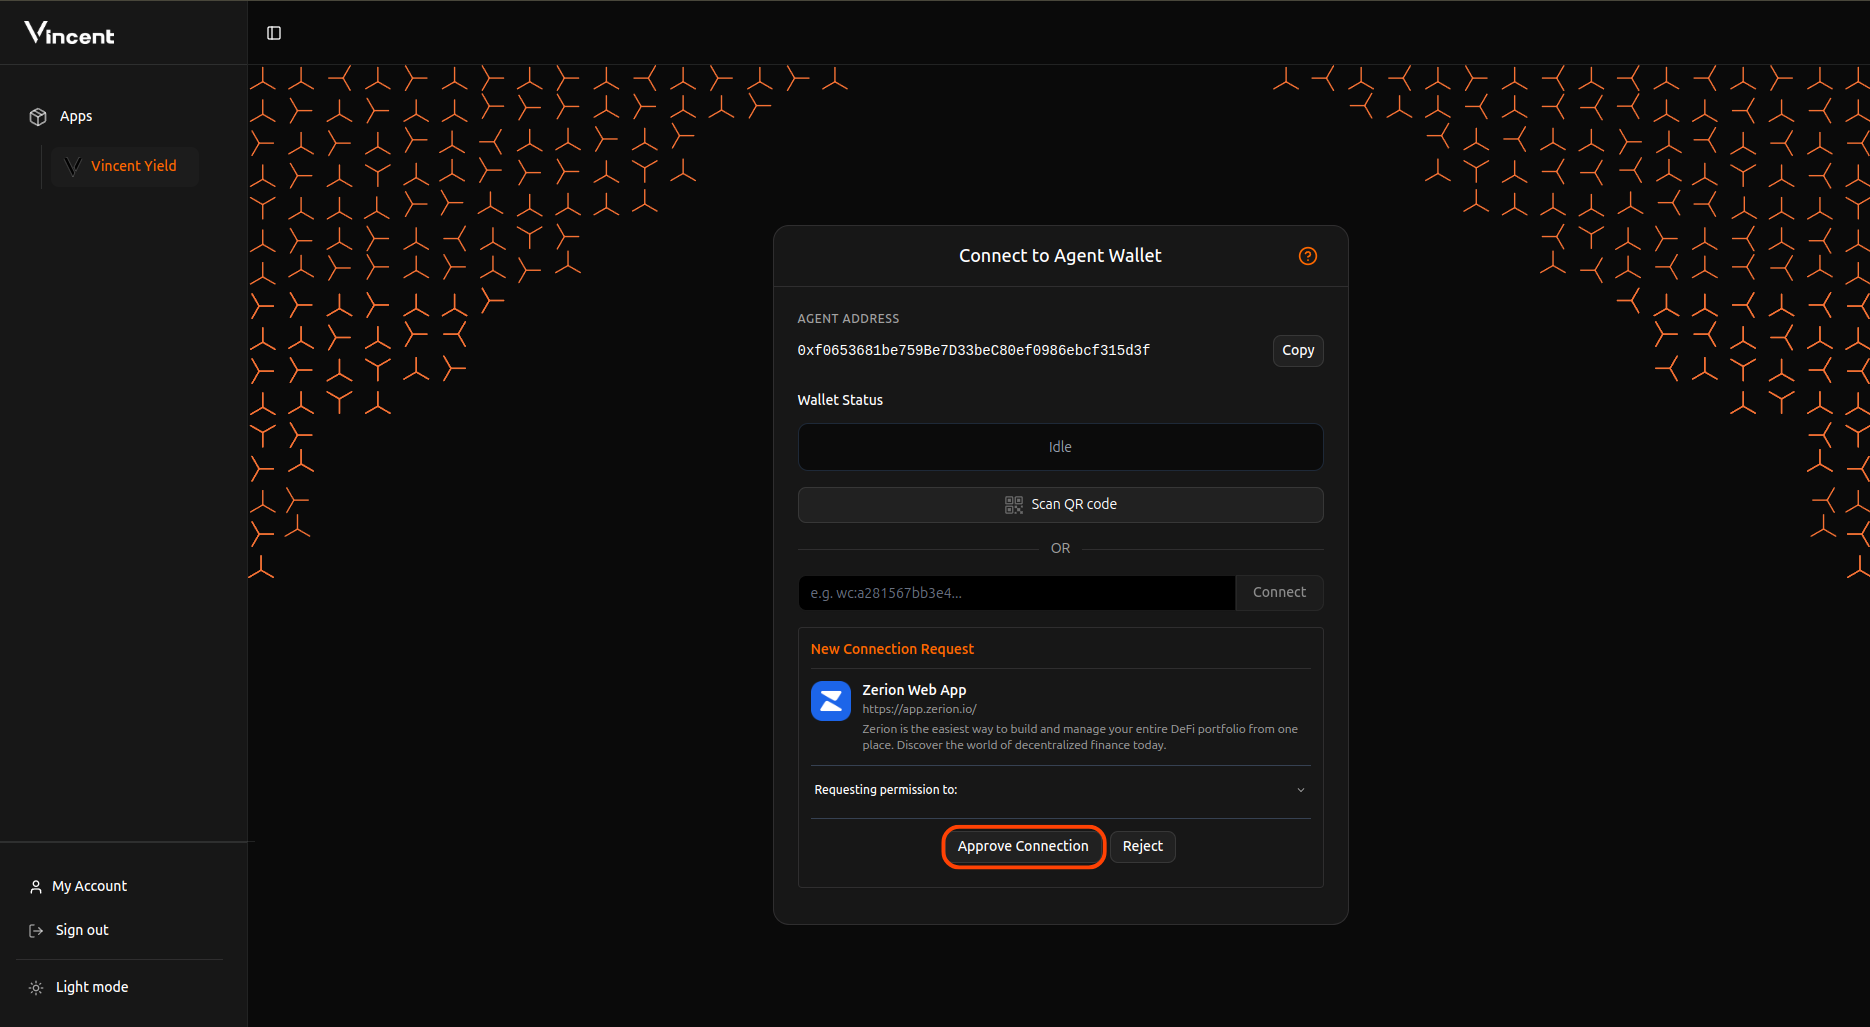 Vincent
Apps
Vincent Yield
Connect to Agent Wallet
?
AGENT ADDRESS
0xf0653681be759Be7D33beC80ef0986ebcf315d3f
Copy
Wallet Status
Idle
Scan QR code
OR
e.g. wc:a281567bb3e4...
Connect
New Connection Request
Zerion Web App
https://app.zerion.io/
Zerion is the easiest way to build and manage your entire DeFi portfolio from one
place. Discover the world of decentralized finance today.
Requesting permission to:
Approve Connection
Reject
My Account
Sign out
Light mode